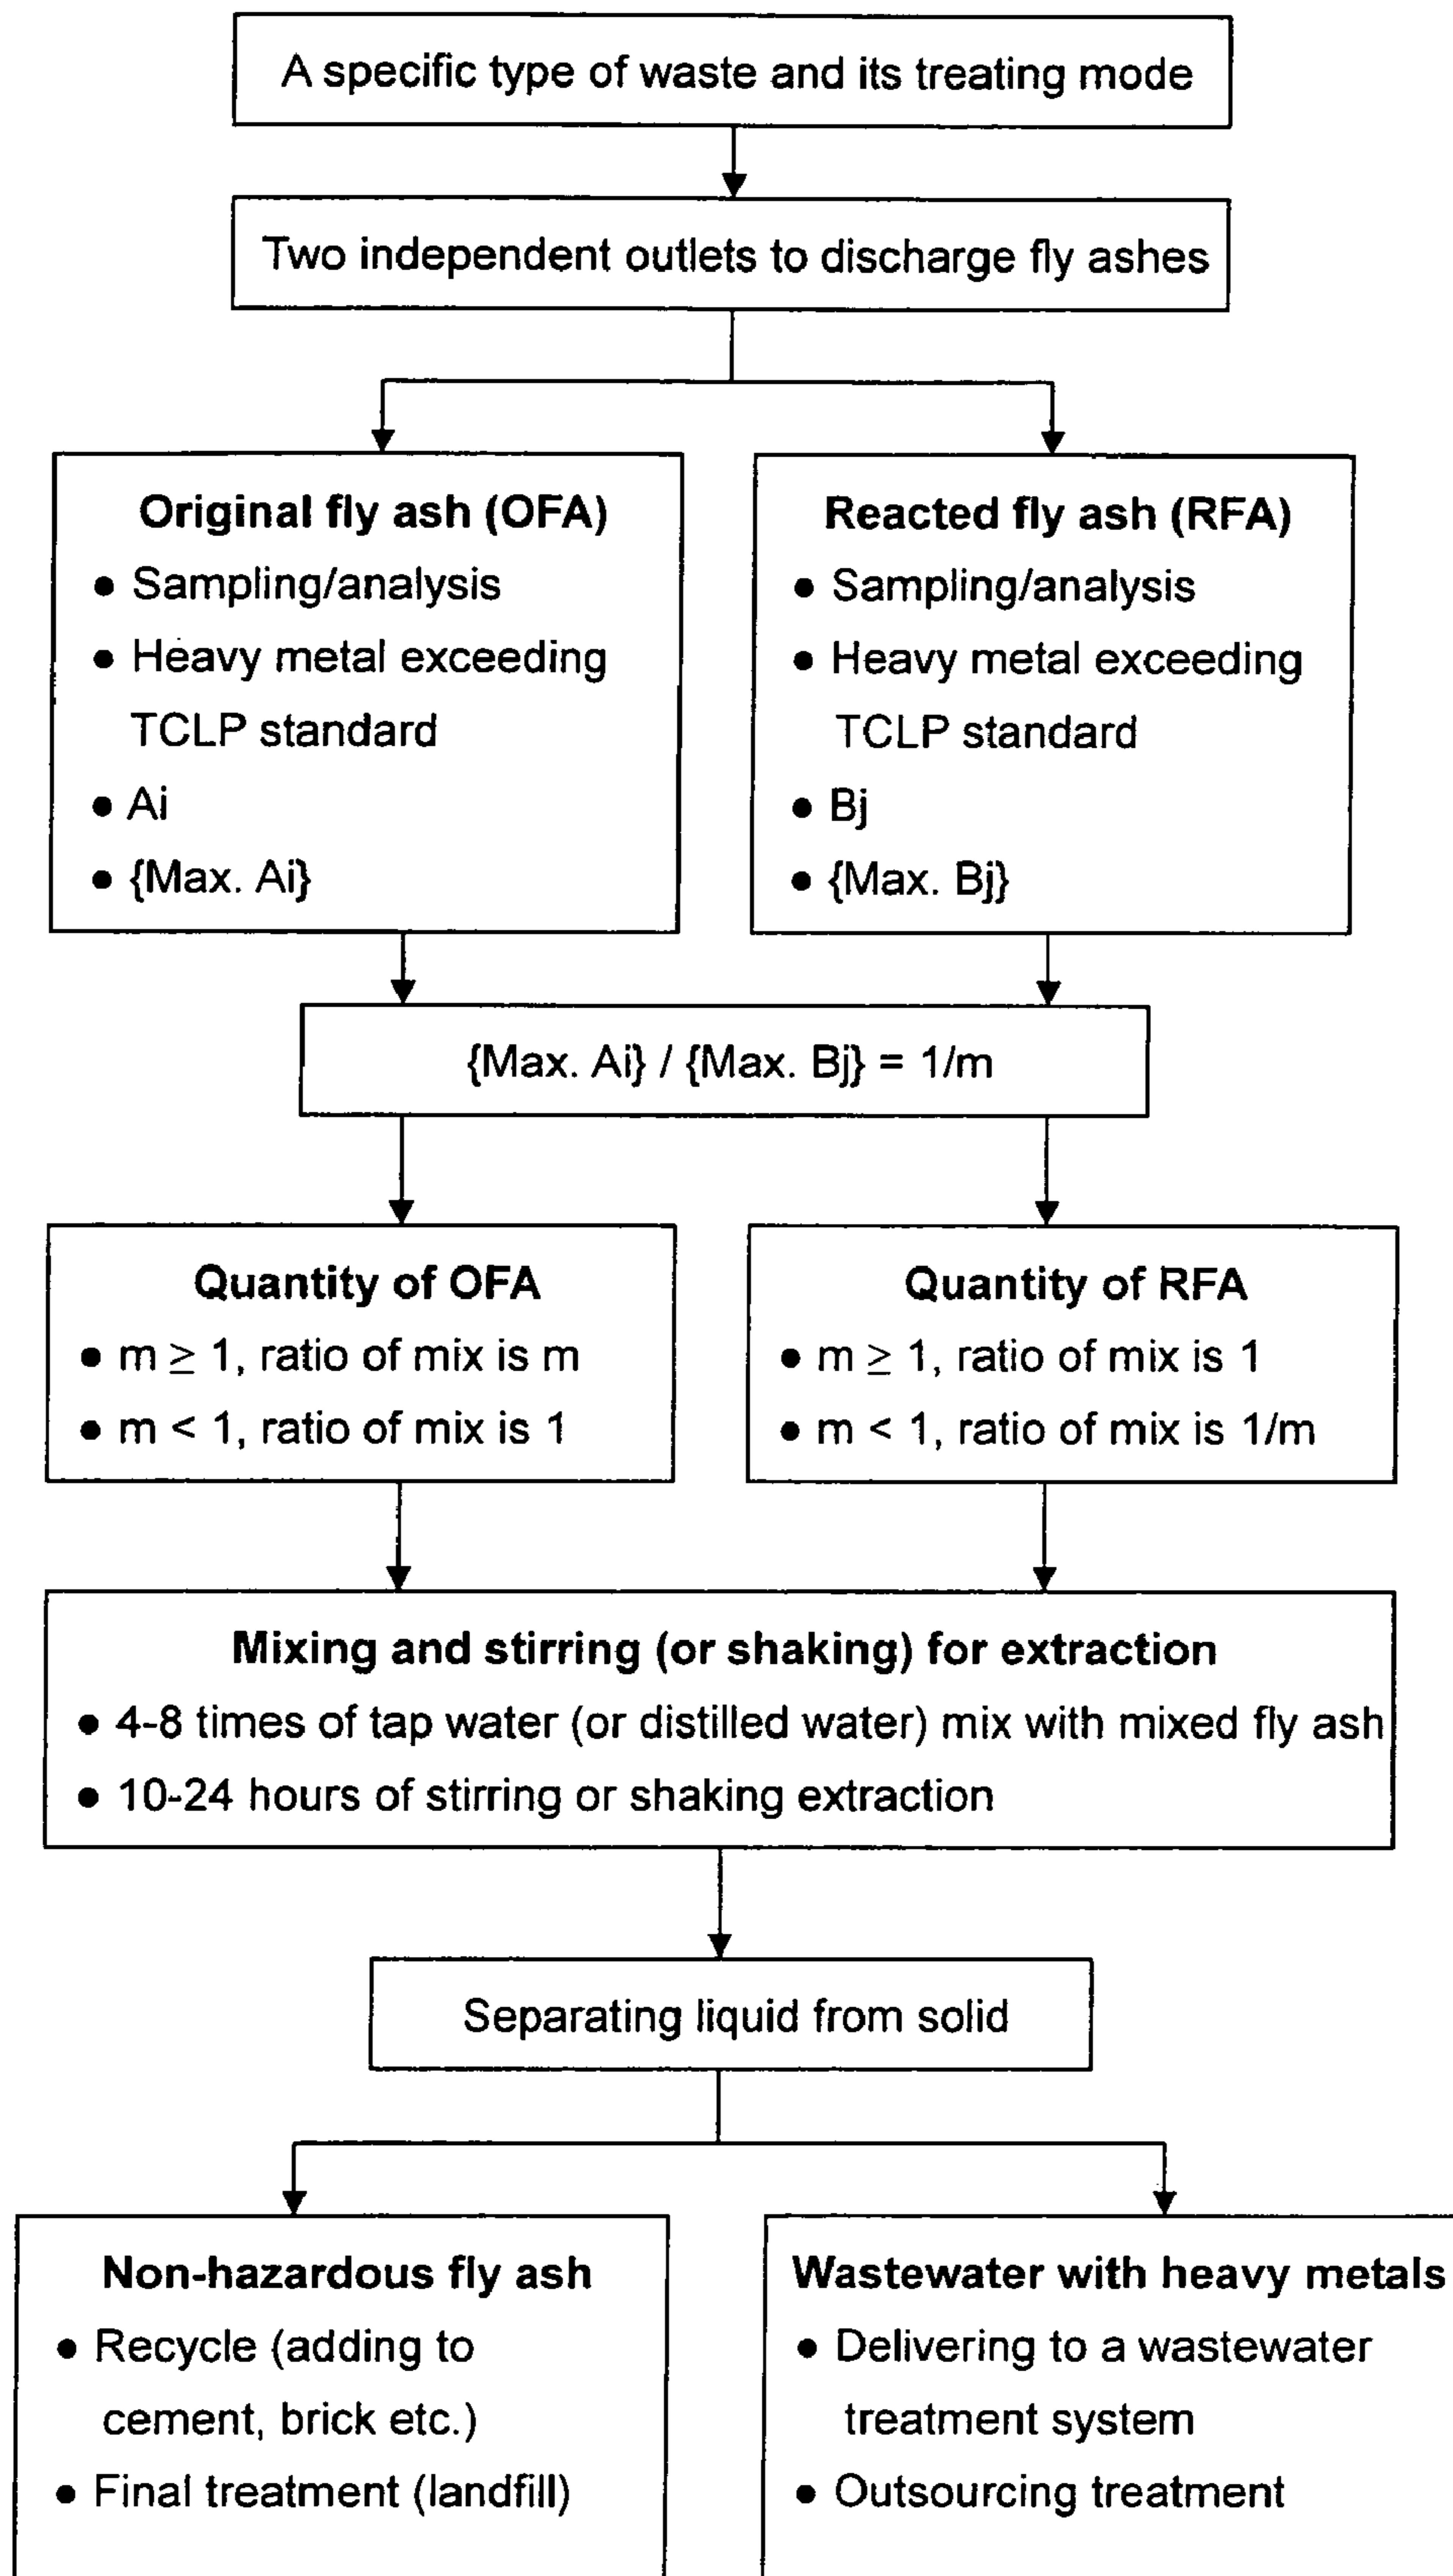 A specific type of waste and its treating mode
Two independent outlets to discharge fly ashes
Original fly ash (OFA)
● Sampling/analysis
● Heavy metal exceeding
TCLP standard
● Ai
● {Max. Ai}
Reacted fly ash (RFA)
● Sampling/analysis
● Heavy metal exceeding
TCLP standard
● Bj
● {Max. Bj}
{Max. Ai} / {Max. Bj} = 1/m
Quantity of OFA
● m ≥ 1, ratio of mix is m
● m < 1, ratio of mix is 1
Quantity of RFA
● m ≥ 1, ratio of mix is 1
● m < 1, ratio of mix is 1/m
Mixing and stirring (or shaking) for extraction
● 4-8 times of tap water (or distilled water) mix with mixed fly ash
● 10-24 hours of stirring or shaking extraction
Separating liquid from solid
Non-hazardous fly ash
● Recycle (adding to
cement, brick etc.)
● Final treatment (landfill)
Wastewater with heavy metals
● Delivering to a wastewater
treatment system
● Outsourcing treatment